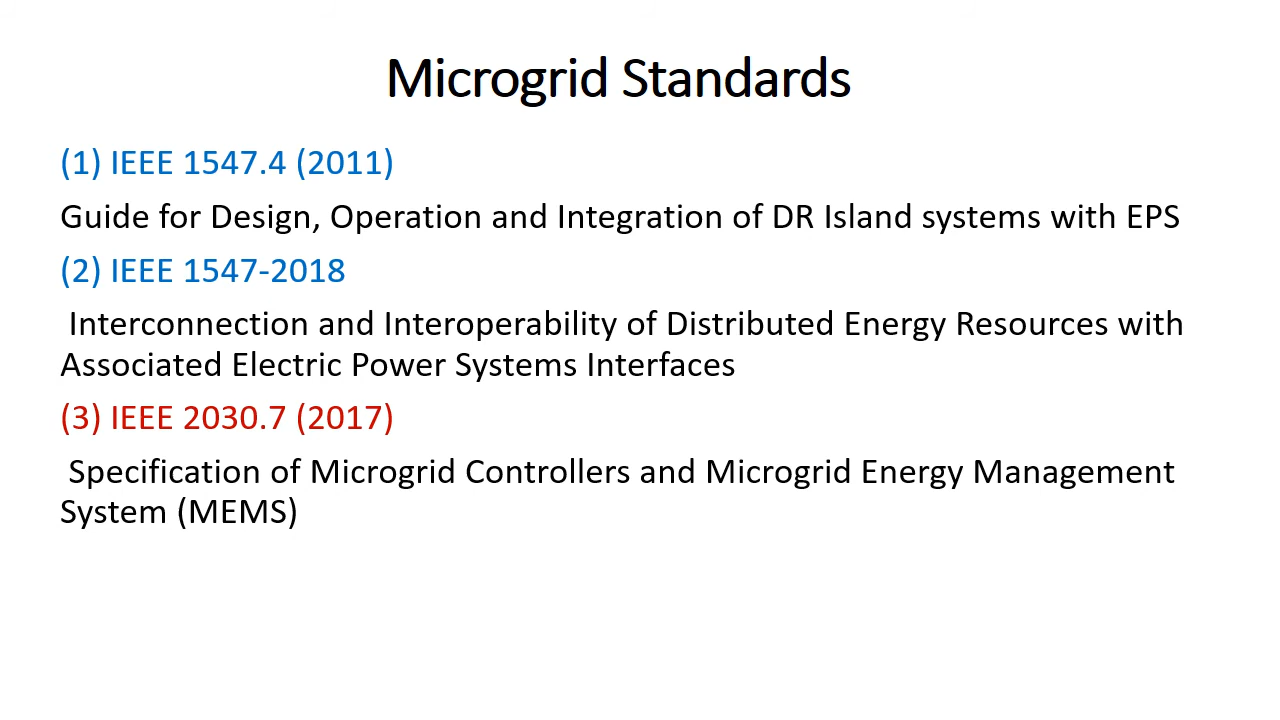 Microgrid Standards
(1) IEEE 1547.4 (2011)
Guide for Design, Operation and Integration of DR Island systems with EPS
(2) IEEE 1547-2018
Interconnection and Interoperability of Distributed Energy Resources with
Associated Electric Power Systems Interfaces
(3) IEEE 2030.7 (2017)
Specification of Microgrid Controllers and Microgrid Energy Management
System (MEMS)